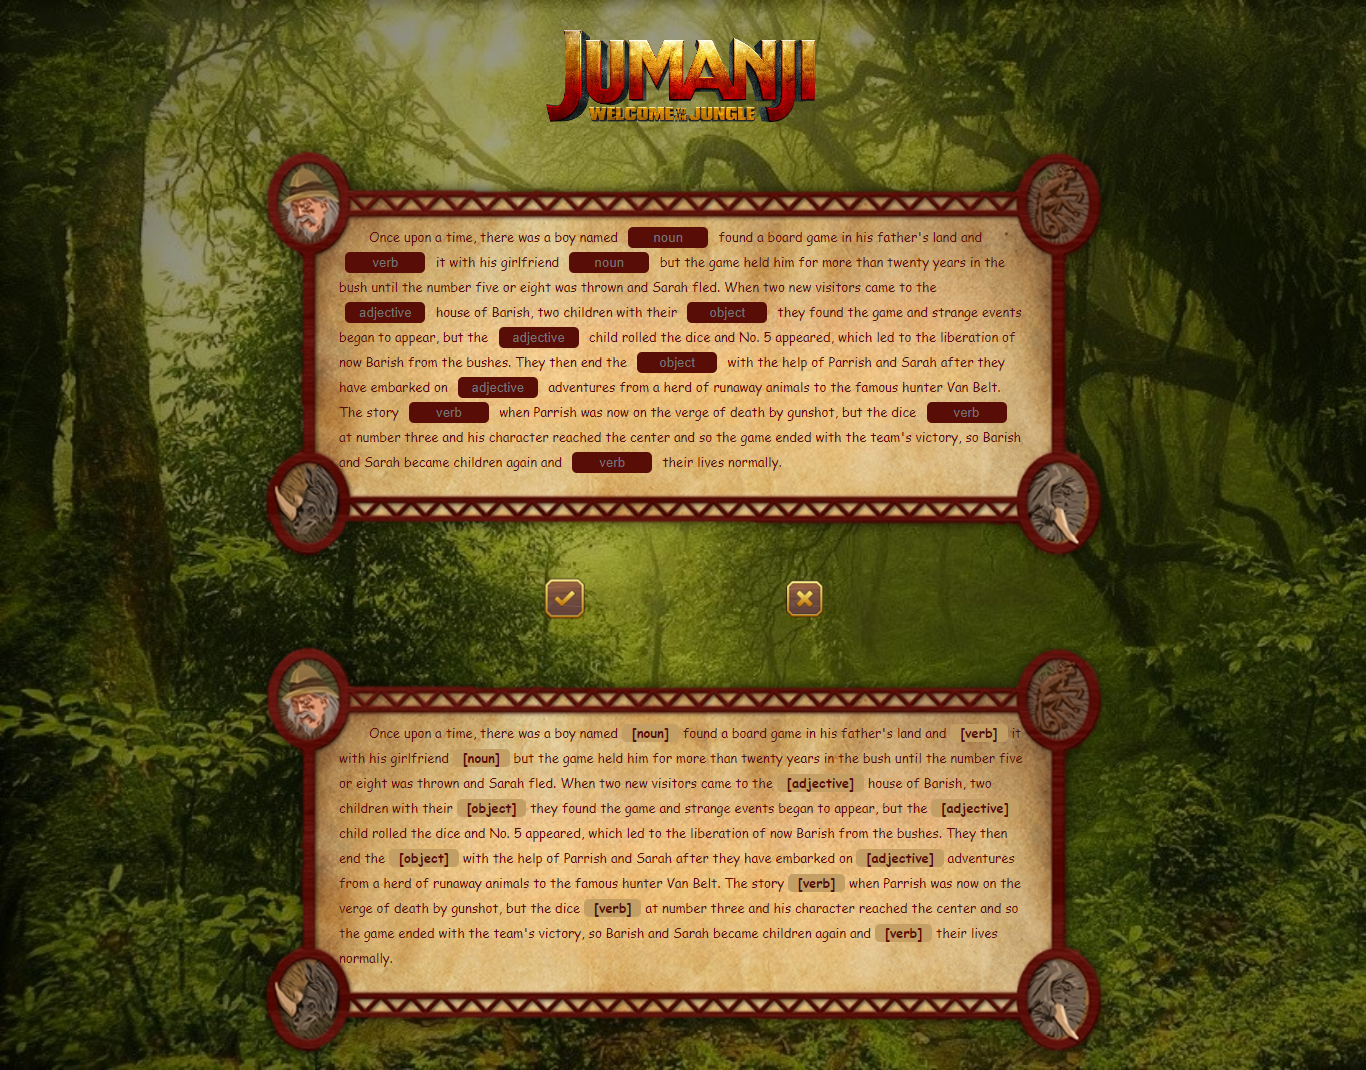 JUMANJI
WELCOME TO THE JUNGLE
Once upon a time, there was a boy named noun found a board game in his father's land and
verb it with his girlfriend noun but the game held him for more than twenty years in the
bush until the number five or eight was thrown and Sarah fled. When two new visitors came to the
adjective house of Barish, two children with their object they found the game and strange events
began to appear, but the adjective child rolled the dice and No. 5 appeared, which led to the liberation of
now Barish from the bushes. They then end the object with the help of Parrish and Sarah after they
have embarked on adjective adventures from a herd of runaway animals to the famous hunter Van Belt.
The story verb when Parrish was now on the verge of death by gunshot, but the dice verb
at number three and his character reached the center and so the game ended with the team's victory, so Barish
and Sarah became children again and verb their lives normally.
Once upon a time, there was a boy named [noun] found a board game in his father's land and [verb] it
with his girlfriend [noun] but the game held him for more than twenty years in the bush until the number five
or eight was thrown and Sarah fled. When two new visitors came to the [adjective] house of Barish, two
children with their [object] they found the game and strange events began to appear, but the [adjective]
child rolled the dice and No. 5 appeared, which led to the liberation of now Barish from the bushes. They then
end the [object] with the help of Parrish and Sarah after they have embarked on [adjective] adventures
from a herd of runaway animals to the famous hunter Van Belt. The story [verb] when Parrish was now on the
verge of death by gunshot, but the dice [verb] at number three and his character reached the center and so
the game ended with the team's victory, so Barish and Sarah became children again and [verb] their lives
normally.